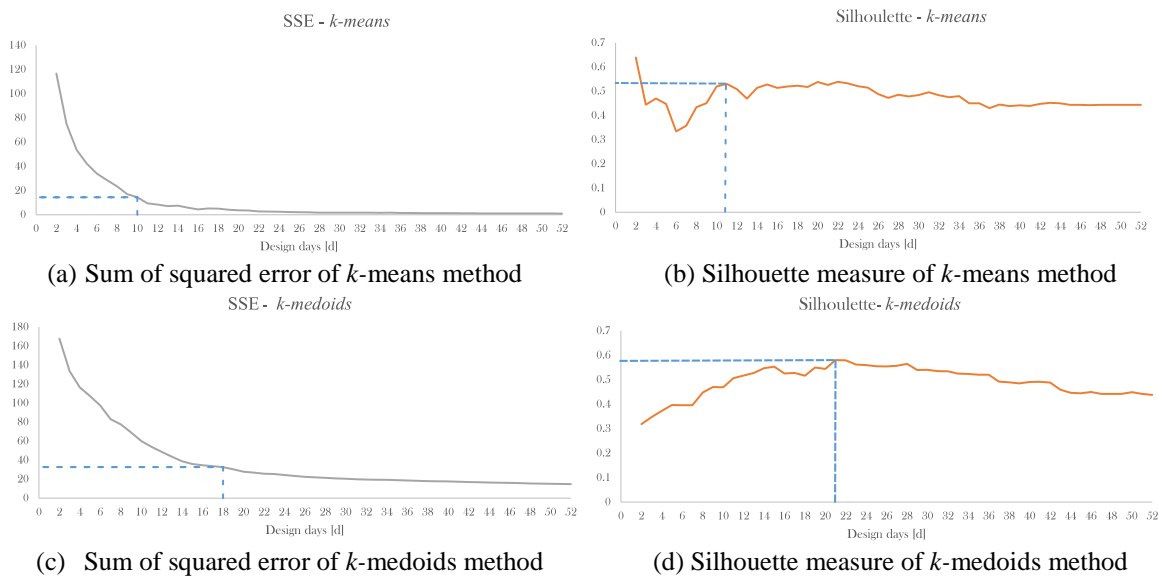 SSE - k-means
140
120
100
80
60
40
20
0
0 2 4 6 8 10 12 14 16 18 20 22 24 26 28 30 32 34 36 38 40 42 44 46 48 50 52
Design days [d]
(a) Sum of squared error of k-means method
Silhoulette - k-means
0.7
0.6
0.5
0.4
0.3
0.2
0.1
0
0 2 4 6 8 10 12 14 16 18 20 22 24 26 28 30 32 34 36 38 40 42 44 46 48 50 52
Design days [d]
(b) Silhouette measure of k-means method
SSE - k-medoids
180
160
140
120
100
80
60
40
20
0
0 2 4 6 8 10 12 14 16 18 20 22 24 26 28 30 32 34 36 38 40 42 44 46 48 50 52
Design days [d]
(c) Sum of squared error of k-medoids method
Silhoulette- k-medoids
0.7
0.6
0.5
0.4
0.3
0.2
0.1
0
0 2 4 6 8 10 12 14 16 18 20 22 24 26 28 30 32 34 36 38 40 42 44 46 48 50 52
Design days [d]
(d) Silhouette measure of k-medoids method